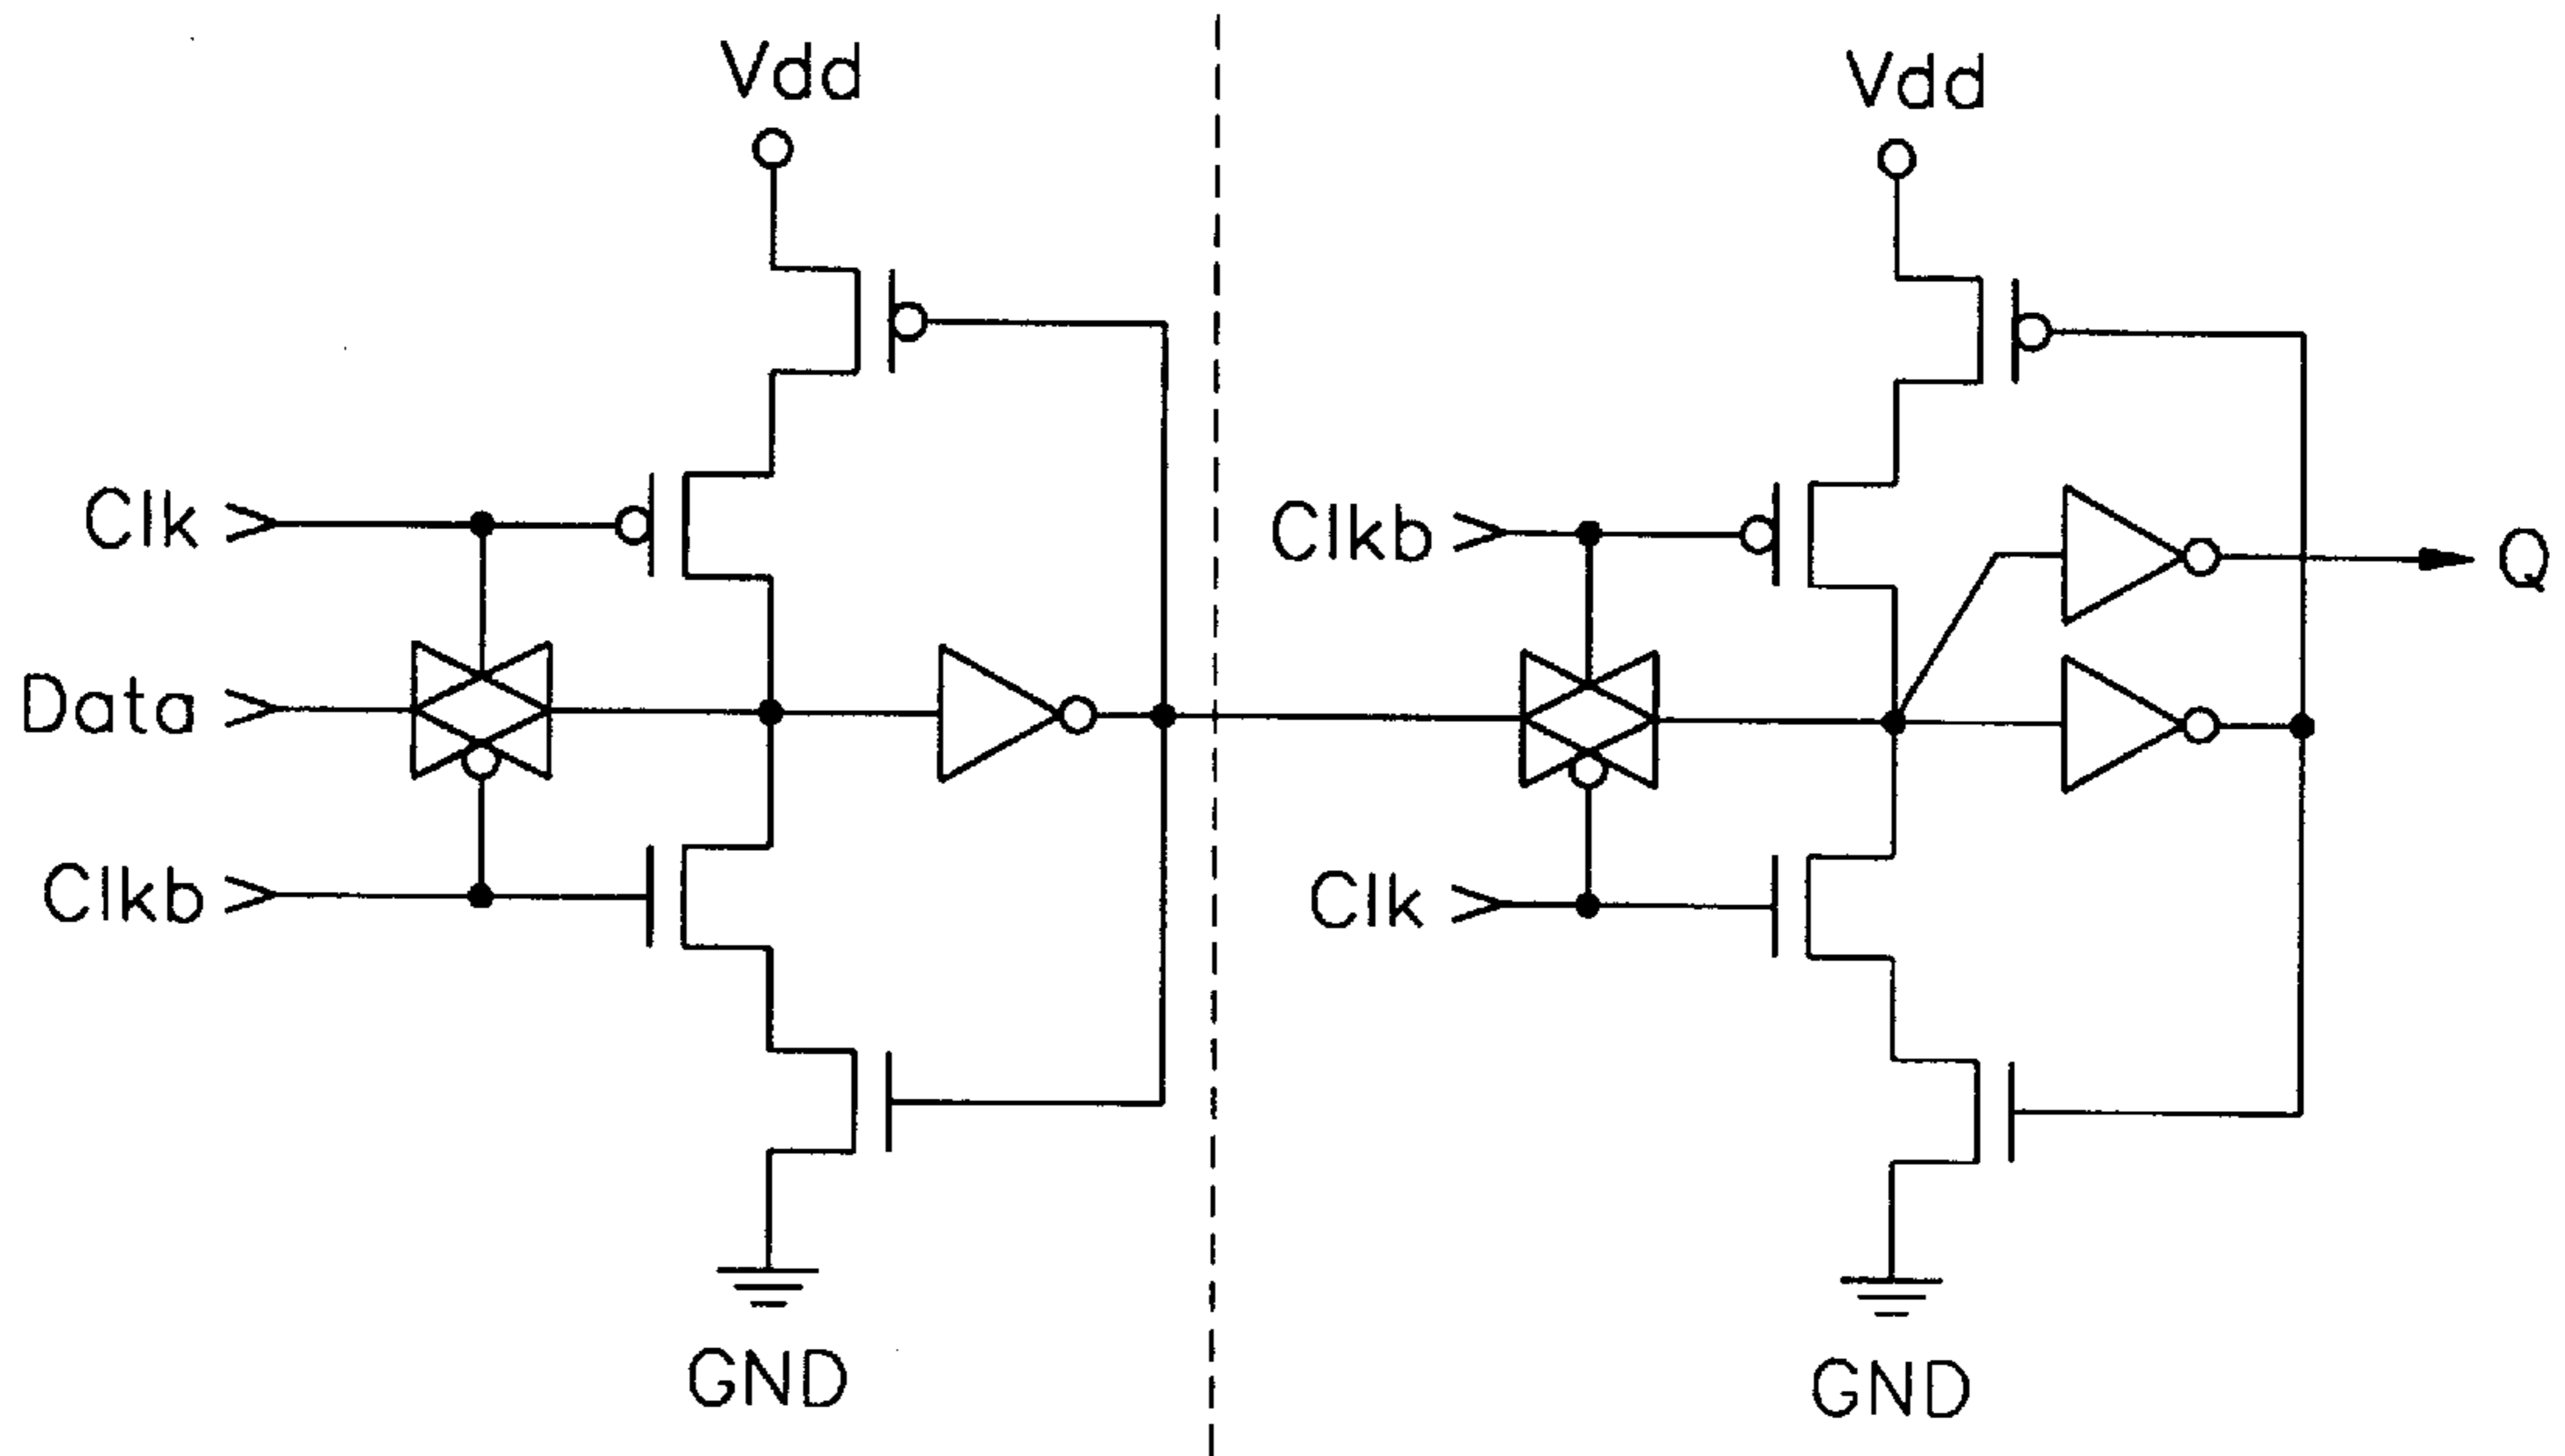 Vdd
Clk
Data
Clkb
GND
Vdd
Clkb
Clk
Q
GND